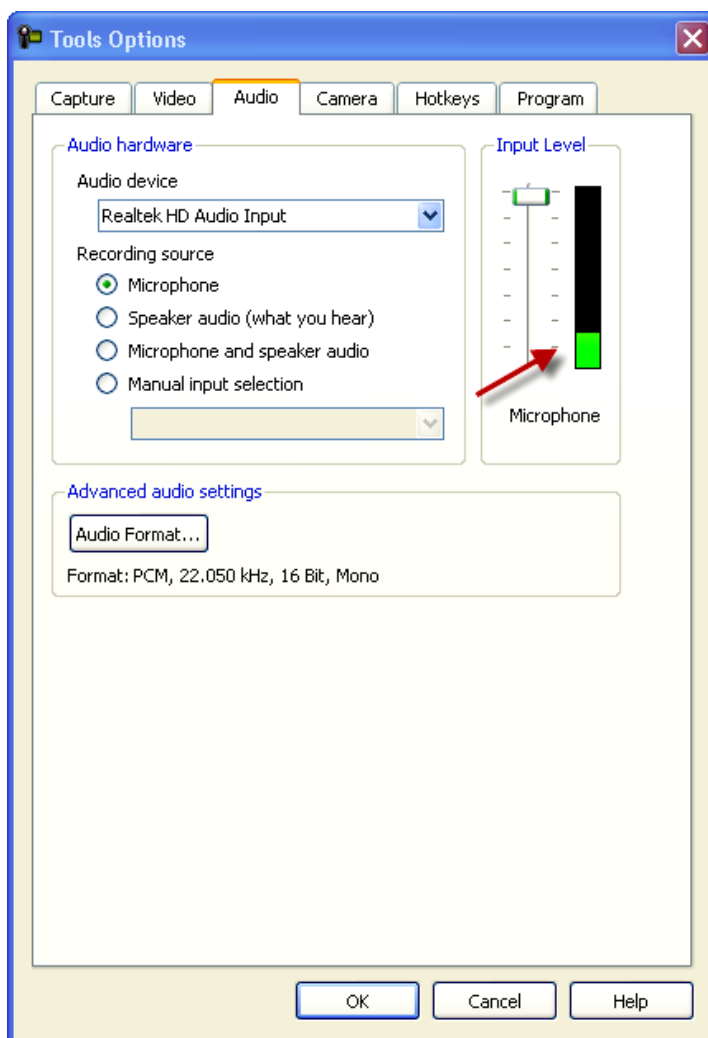 Tools Options
Capture Video Audio Camera Hotkeys Program
Audio hardware
Audio device
Realtek HD Audio Input
Recording source
Microphone
Speaker audio (what you hear)
Microphone and speaker audio
Manual input selection
Input Level
Microphone
Advanced audio settings
Audio Format...
Format: PCM, 22.050 kHz, 16 Bit, Mono
OK Cancel Help